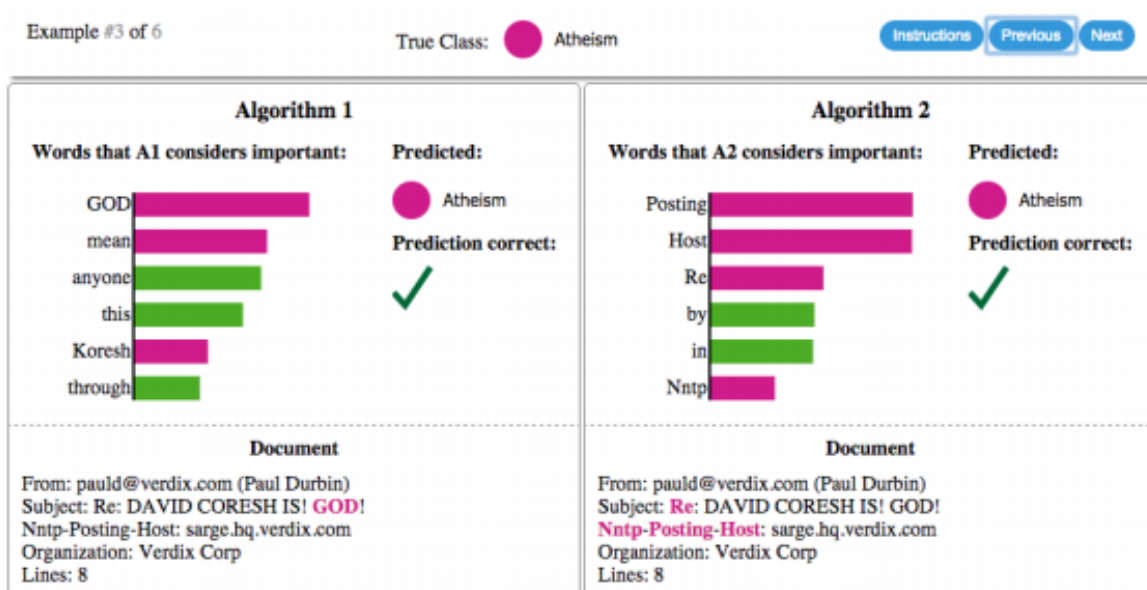 Example #3 of 6
True Class: Atheism
Instructions
Previous
Next
Algorithm 1
Words that A1 considers important:
Predicted:
GOD
mean
anyone
this
Koresh
through
Atheism
Prediction correct:
Document
From: pauld@verdix.com (Paul Durbin)
Subject: Re: DAVID CORESH IS! GOD!
Nntp-Posting-Host: sarge.hq.verdix.com
Organization: Verdix Corp
Lines: 8
Algorithm 2
Words that A2 considers important:
Predicted:
Posting
Host
Re
by
in
Nntp
Atheism
Prediction correct:
Document
From: pauld@verdix.com (Paul Durbin)
Subject: Re: DAVID CORESH IS! GOD!
Nntp-Posting-Host: sarge.hq.verdix.com
Organization: Verdix Corp
Lines: 8